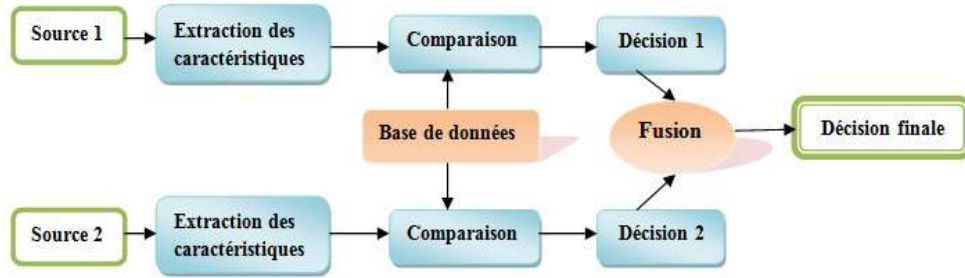 Source 1
Extraction des
caractéristiques
Comparaison
Décision 1
Base de données
Fusion
Décision finale
Source 2
Extraction des
caractéristiques
Comparaison
Décision 2